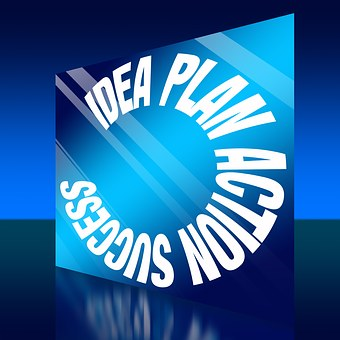 IDEA PLAN ACTION SUCCESS